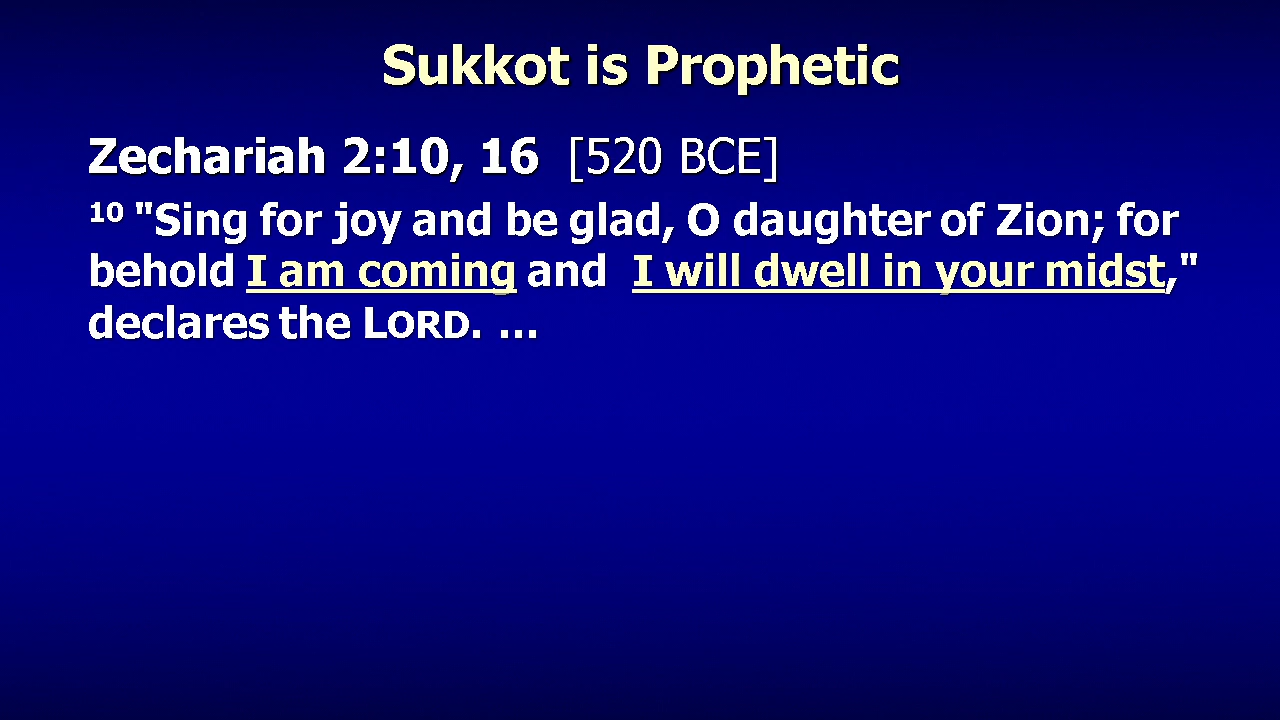 Sukkot is Prophetic
Zechariah 2:10, 16 [520 BCE]
¹⁰ "Sing for joy and be glad, O daughter of Zion; for
behold I am coming and I will dwell in your midst,"
declares the LORD. …